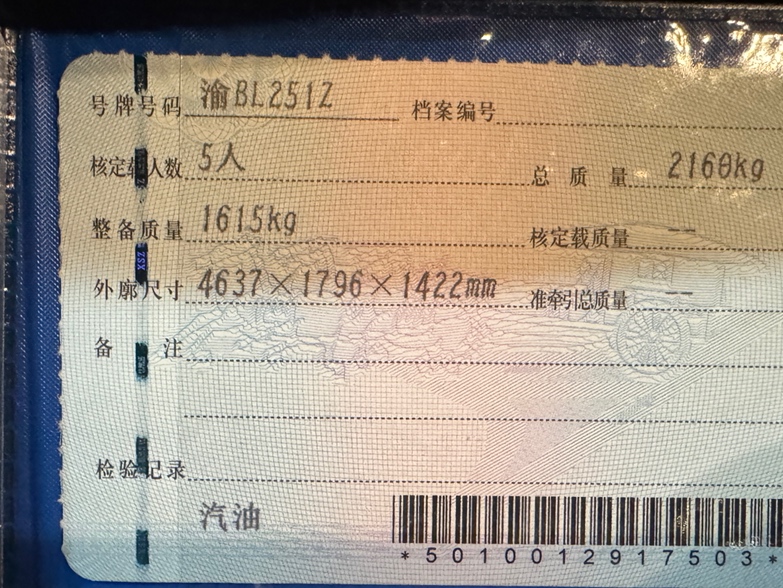 号牌号码 渝BL251Z 档案编号
核定载人数 5人 总质量 2160kg
整备质量 1615kg 核定载质量 --
外廓尺寸 4637×1796×1422mm 准牵引总质量 --
备注
检验记录
汽油
*5010012917503*